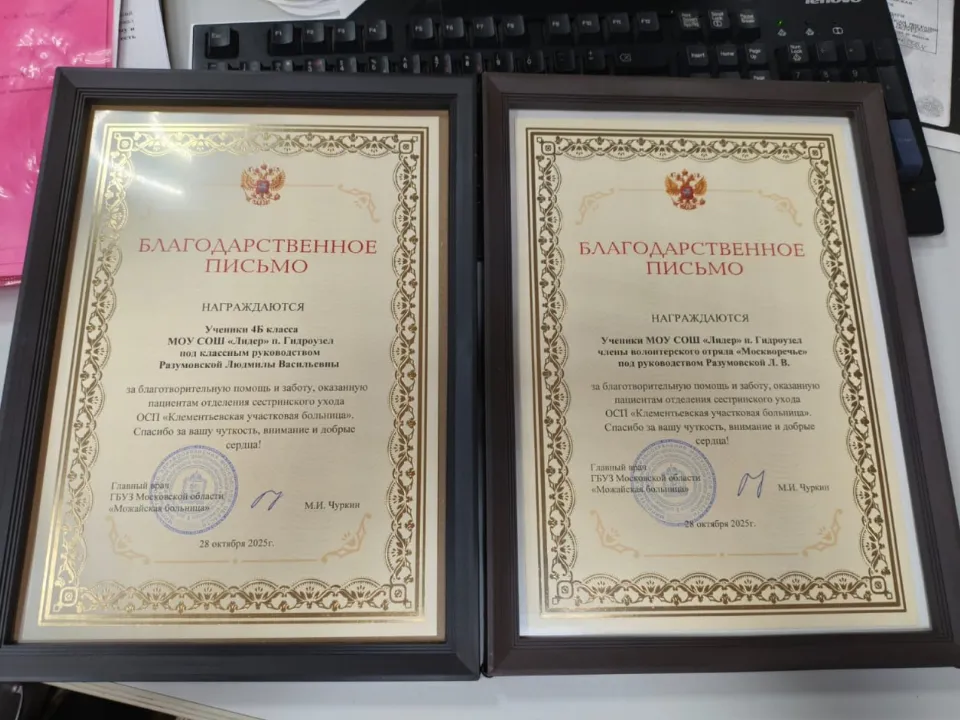 lenovo
БЛАГОДАРСТВЕННОЕ
ПИСЬМО
НАГРАЖДАЮТСЯ
Ученики 4Б класса
МОУ СОШ «Лидер» п. Гидроузел
под классным руководством
Разумовской Людмилы Васильевны
за благотворительную помощь и заботу, оказанную
пациентам отделения сестринского ухода
ОСП «Клементьевская участковая больница».
Спасибо за вашу чуткость, внимание и добрые
сердца!
Главный врач
ГБУЗ Московской области
«Можайская больница»
М.И. Чуркин
28 октября 2025г.
БЛАГОДАРСТВЕННОЕ
ПИСЬМО
НАГРАЖДАЮТСЯ
Ученики МОУ СОШ «Лидер» п. Гидроузел
члены волонтерского отряда «Москворечье»
под руководством Разумовской Л. В.
за благотворительную помощь и заботу, оказанную
пациентам отделения сестринского ухода
ОСП «Клементьевская участковая больница».
Спасибо за вашу чуткость, внимание и добрые
сердца!
Главный врач
ГБУЗ Московской области
«Можайская больница»
М.И. Чуркин
28 октября 2025г.